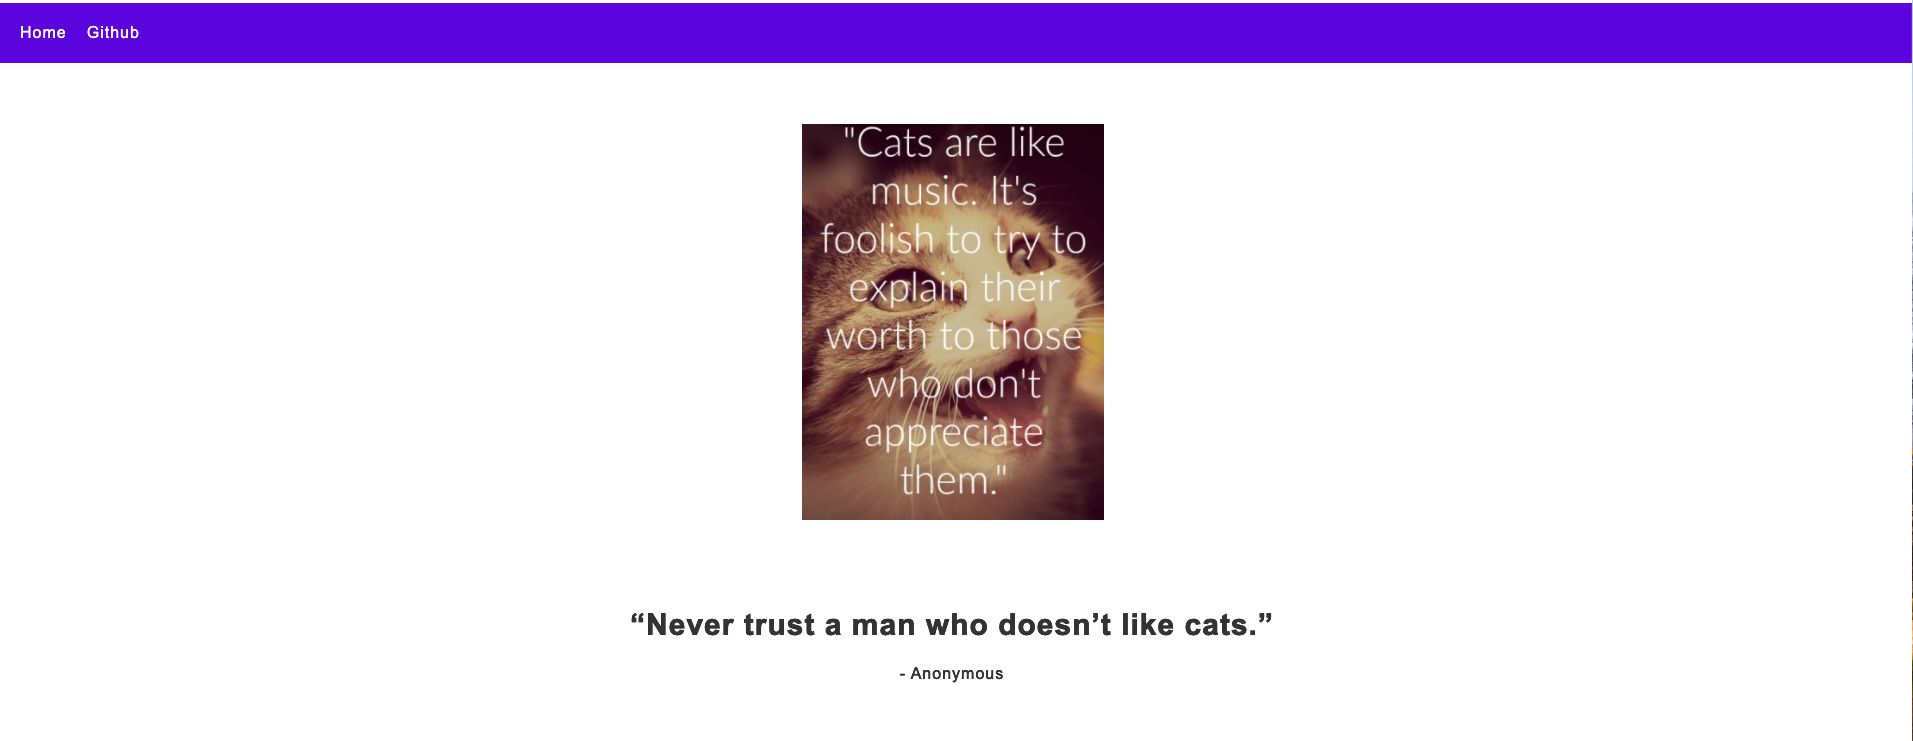 Home Github
"Cats are like
music. It's
foolish to try to
explain their
worth to those
who don't
appreciate
them."
“Never trust a man who doesn’t like cats.”
- Anonymous